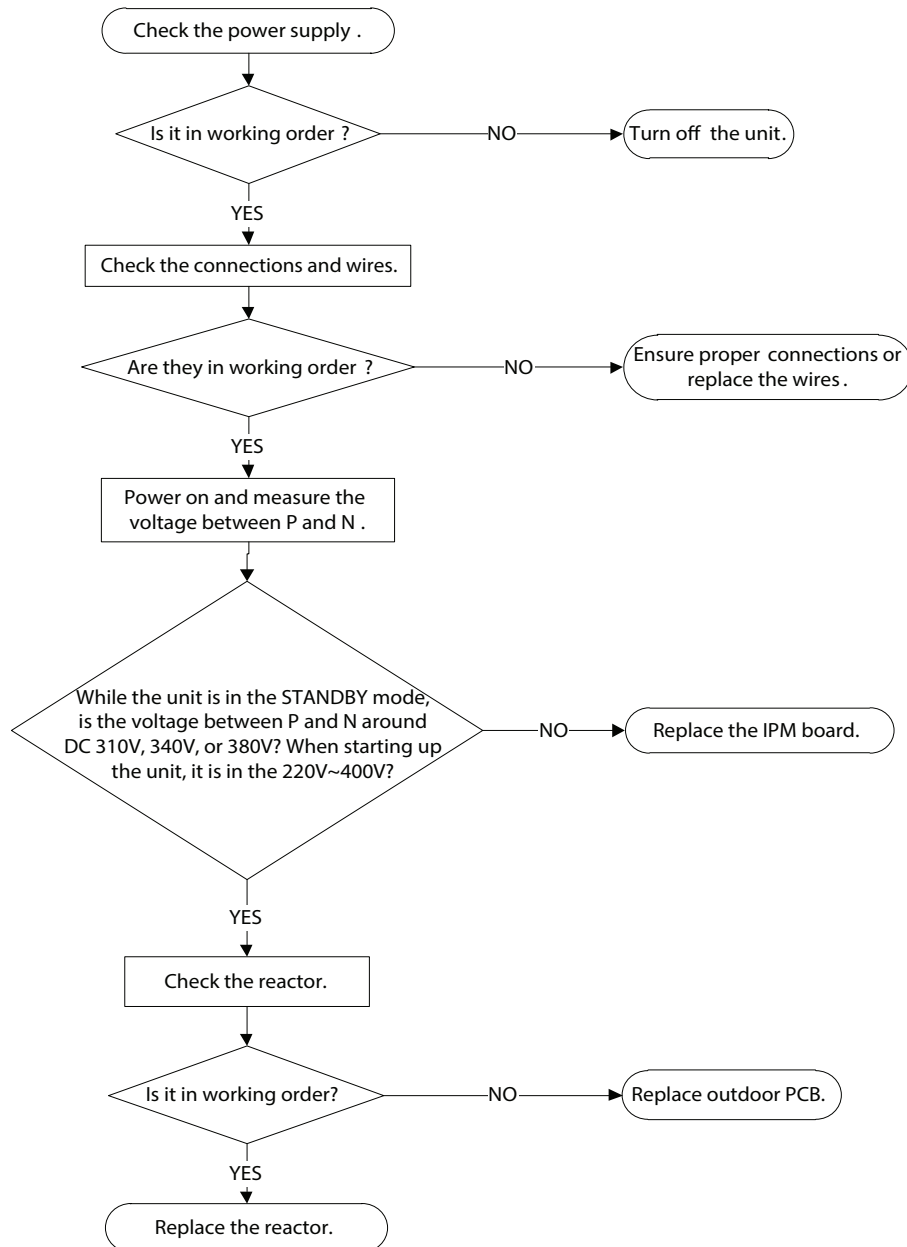 Check the power supply .
Is it in working order ?
NO
Turn off the unit.
YES
Check the connections and wires.
Are they in working order ?
NO
Ensure proper connections or
replace the wires .
YES
Power on and measure the
voltage between P and N .
While the unit is in the STANDBY mode,
is the voltage between P and N around
DC 310V, 340V, or 380V? When starting up
the unit, it is in the 220V~400V?
NO
Replace the IPM board.
YES
Check the reactor.
Is it in working order?
NO
Replace outdoor PCB.
YES
Replace the reactor.